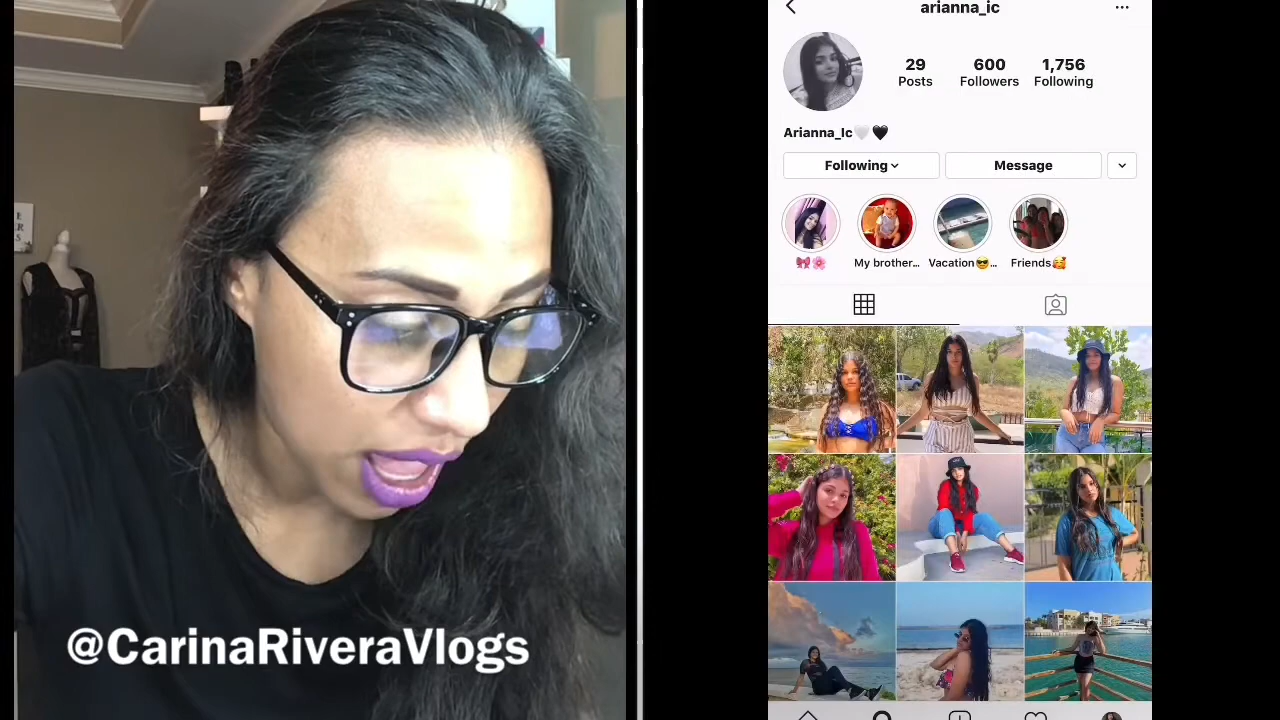 @CarinaRiveraVlogs
arianna_ic
29 600 1,756
Posts Followers Following
Arianna_Ic🤍🖤
Following Message
🎀🌸 My brother... Vacation😎... Friends🥰